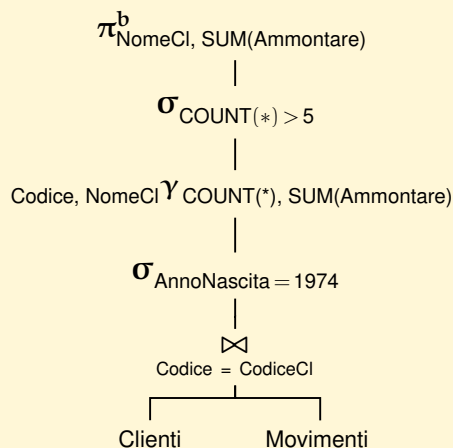 π^b NomeCl, SUM(Ammontare)
σ COUNT(∗) > 5
Codice, NomeCl γ COUNT(*), SUM(Ammontare)
σ AnnoNascita = 1974
⋈
Codice = CodiceCl
Clienti Movimenti